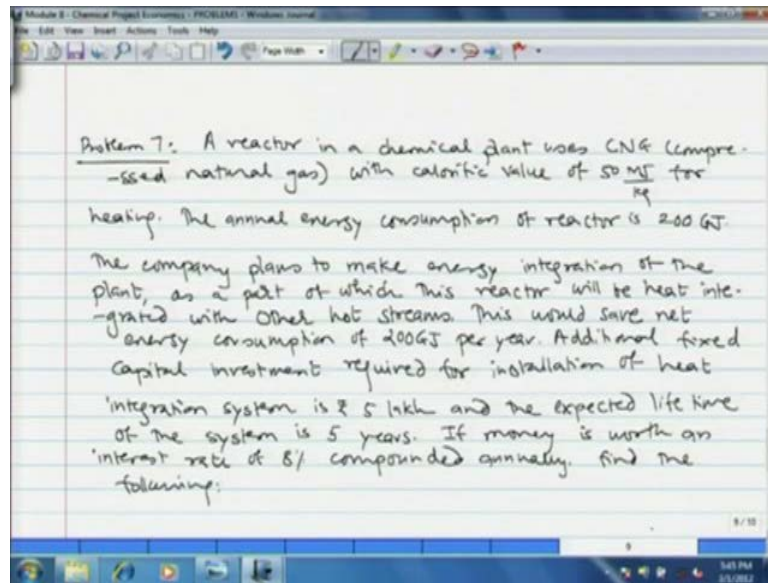 Module 8 - Chemical Project Economics - PROBLEMS - Windows Journal
File Edit View Insert Actions Tools Help
Page Width
Problem 7: A reactor in a chemical plant uses CNG (compre-
-ssed natural gas) with calorific value of 50 MJ/kg for
heating. The annual energy consumption of reactor is 200 GJ.
The company plans to make energy integration of the
plant, as a part of which this reactor will be heat inte-
-grated with other hot streams. This would save net
energy consumption of 200GJ per year. Additional fixed
capital investment required for installation of heat
integration system is ₹ 5 lakh and the expected life time
of the system is 5 years. If money is worth an
interest rate of 8% compounded annually. find the
following:
9 / 10
9
5:45 PM
3/1/2012